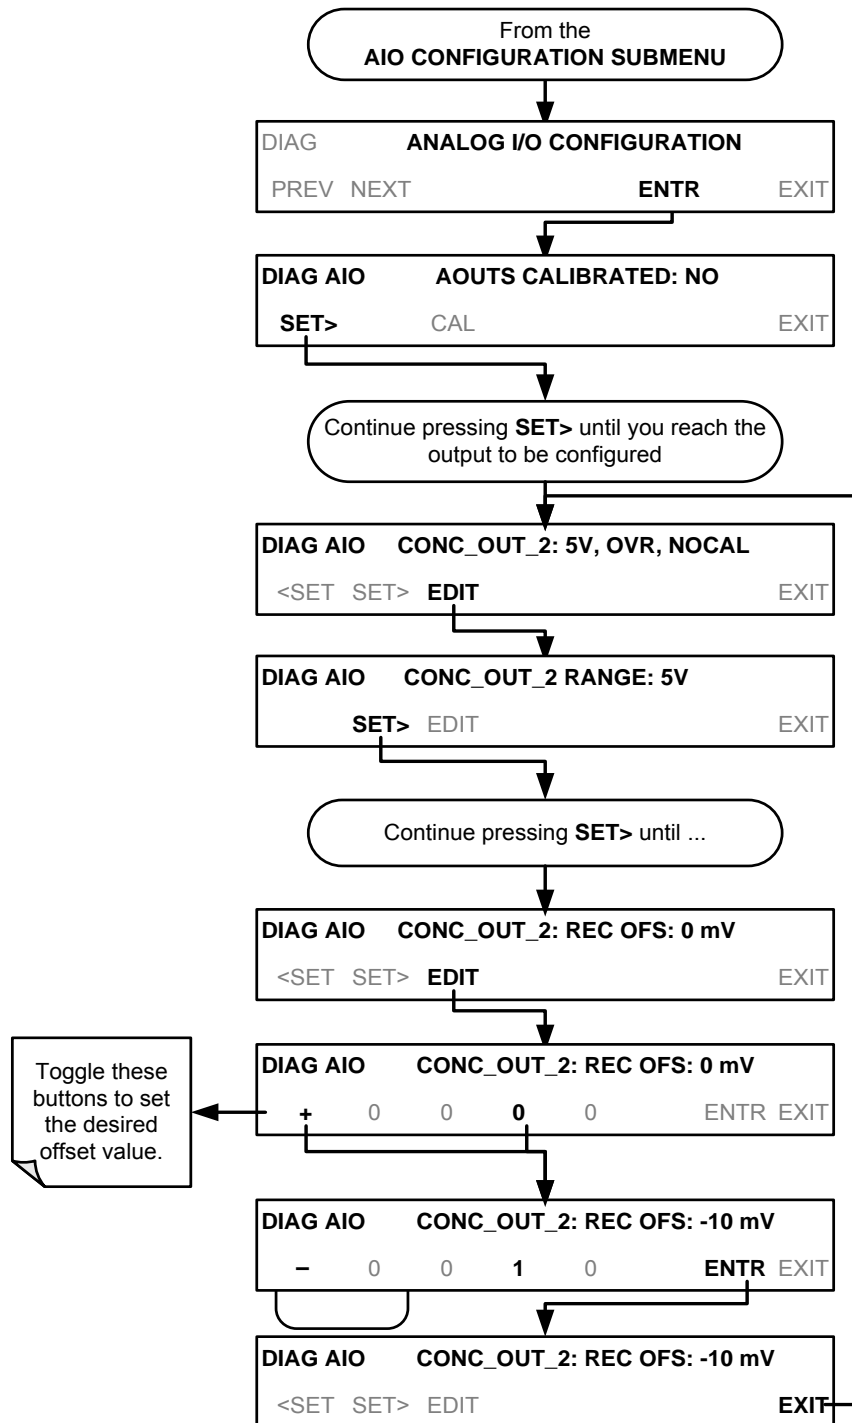 From the
AIO CONFIGURATION SUBMENU
DIAG ANALOG I/O CONFIGURATION
PREV NEXT ENTR EXIT
DIAG AIO AOUTS CALIBRATED: NO
SET> CAL EXIT
Continue pressing SET> until you reach the
output to be configured
DIAG AIO CONC_OUT_2: 5V, OVR, NOCAL
<SET SET> EDIT EXIT
DIAG AIO CONC_OUT_2 RANGE: 5V
SET> EDIT EXIT
Continue pressing SET> until ...
DIAG AIO CONC_OUT_2: REC OFS: 0 mV
<SET SET> EDIT EXIT
Toggle these
buttons to set
the desired
offset value.
DIAG AIO CONC_OUT_2: REC OFS: 0 mV
+ 0 0 0 0 ENTR EXIT
DIAG AIO CONC_OUT_2: REC OFS: -10 mV
– 0 0 1 0 ENTR EXIT
DIAG AIO CONC_OUT_2: REC OFS: -10 mV
<SET SET> EDIT EXIT